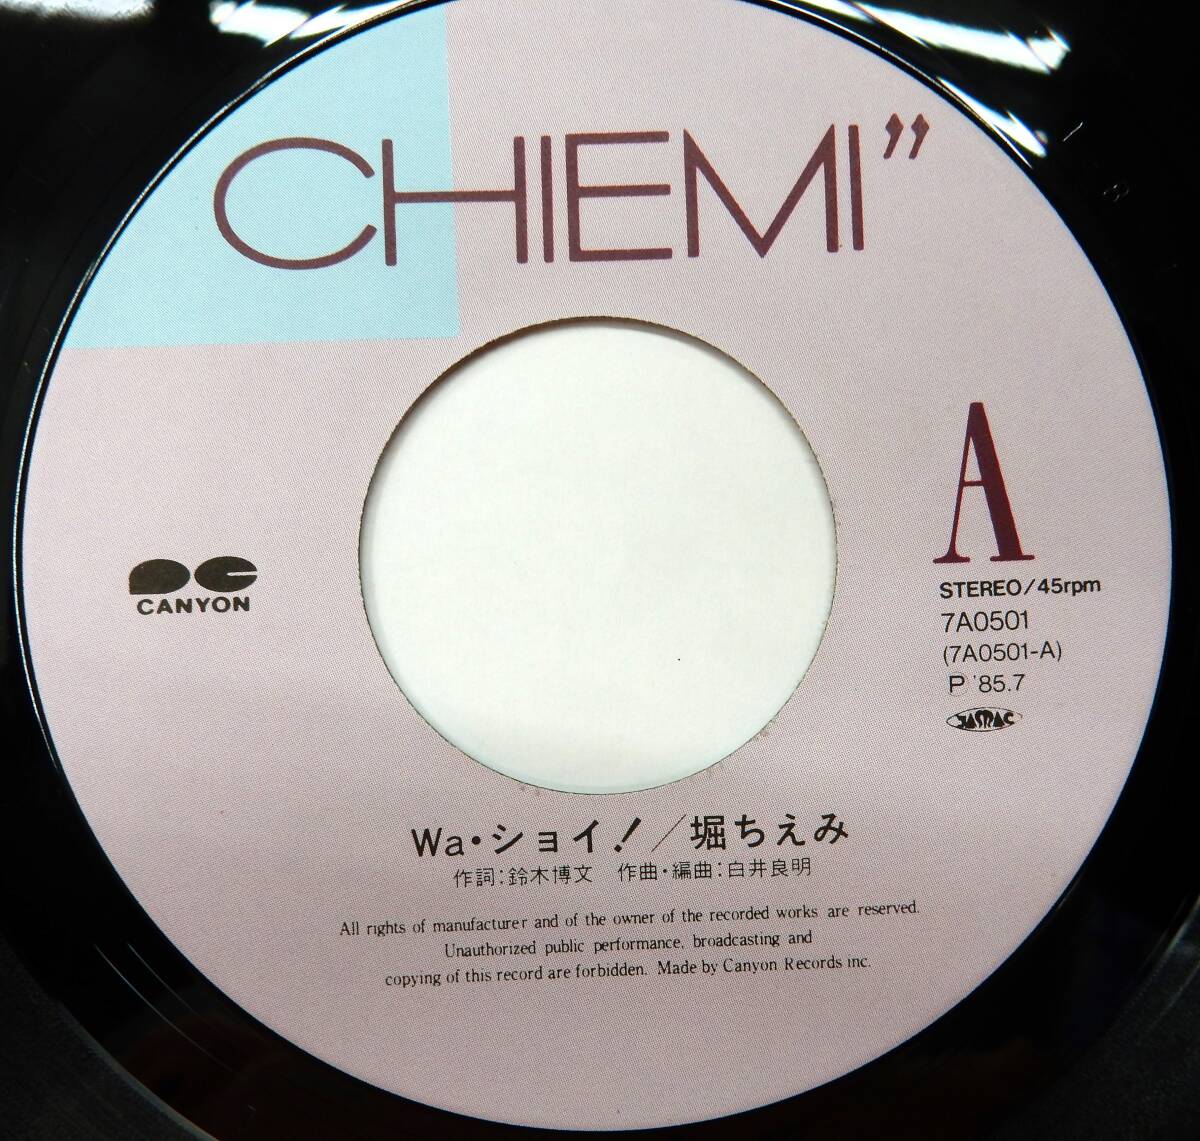 CHIEMI”
A
STEREO/45rpm
7A0501
(7A0501-A)
P '85.7
JASRAC
CANYON
Wa・ショイ!／堀ちえみ
作詞:鈴木博文 作曲・編曲:白井良明
All rights of manufacturer and of the owner of the recorded works are reserved.
Unauthorized public performance, broadcasting and
copying of this record are forbidden. Made by Canyon Records inc.